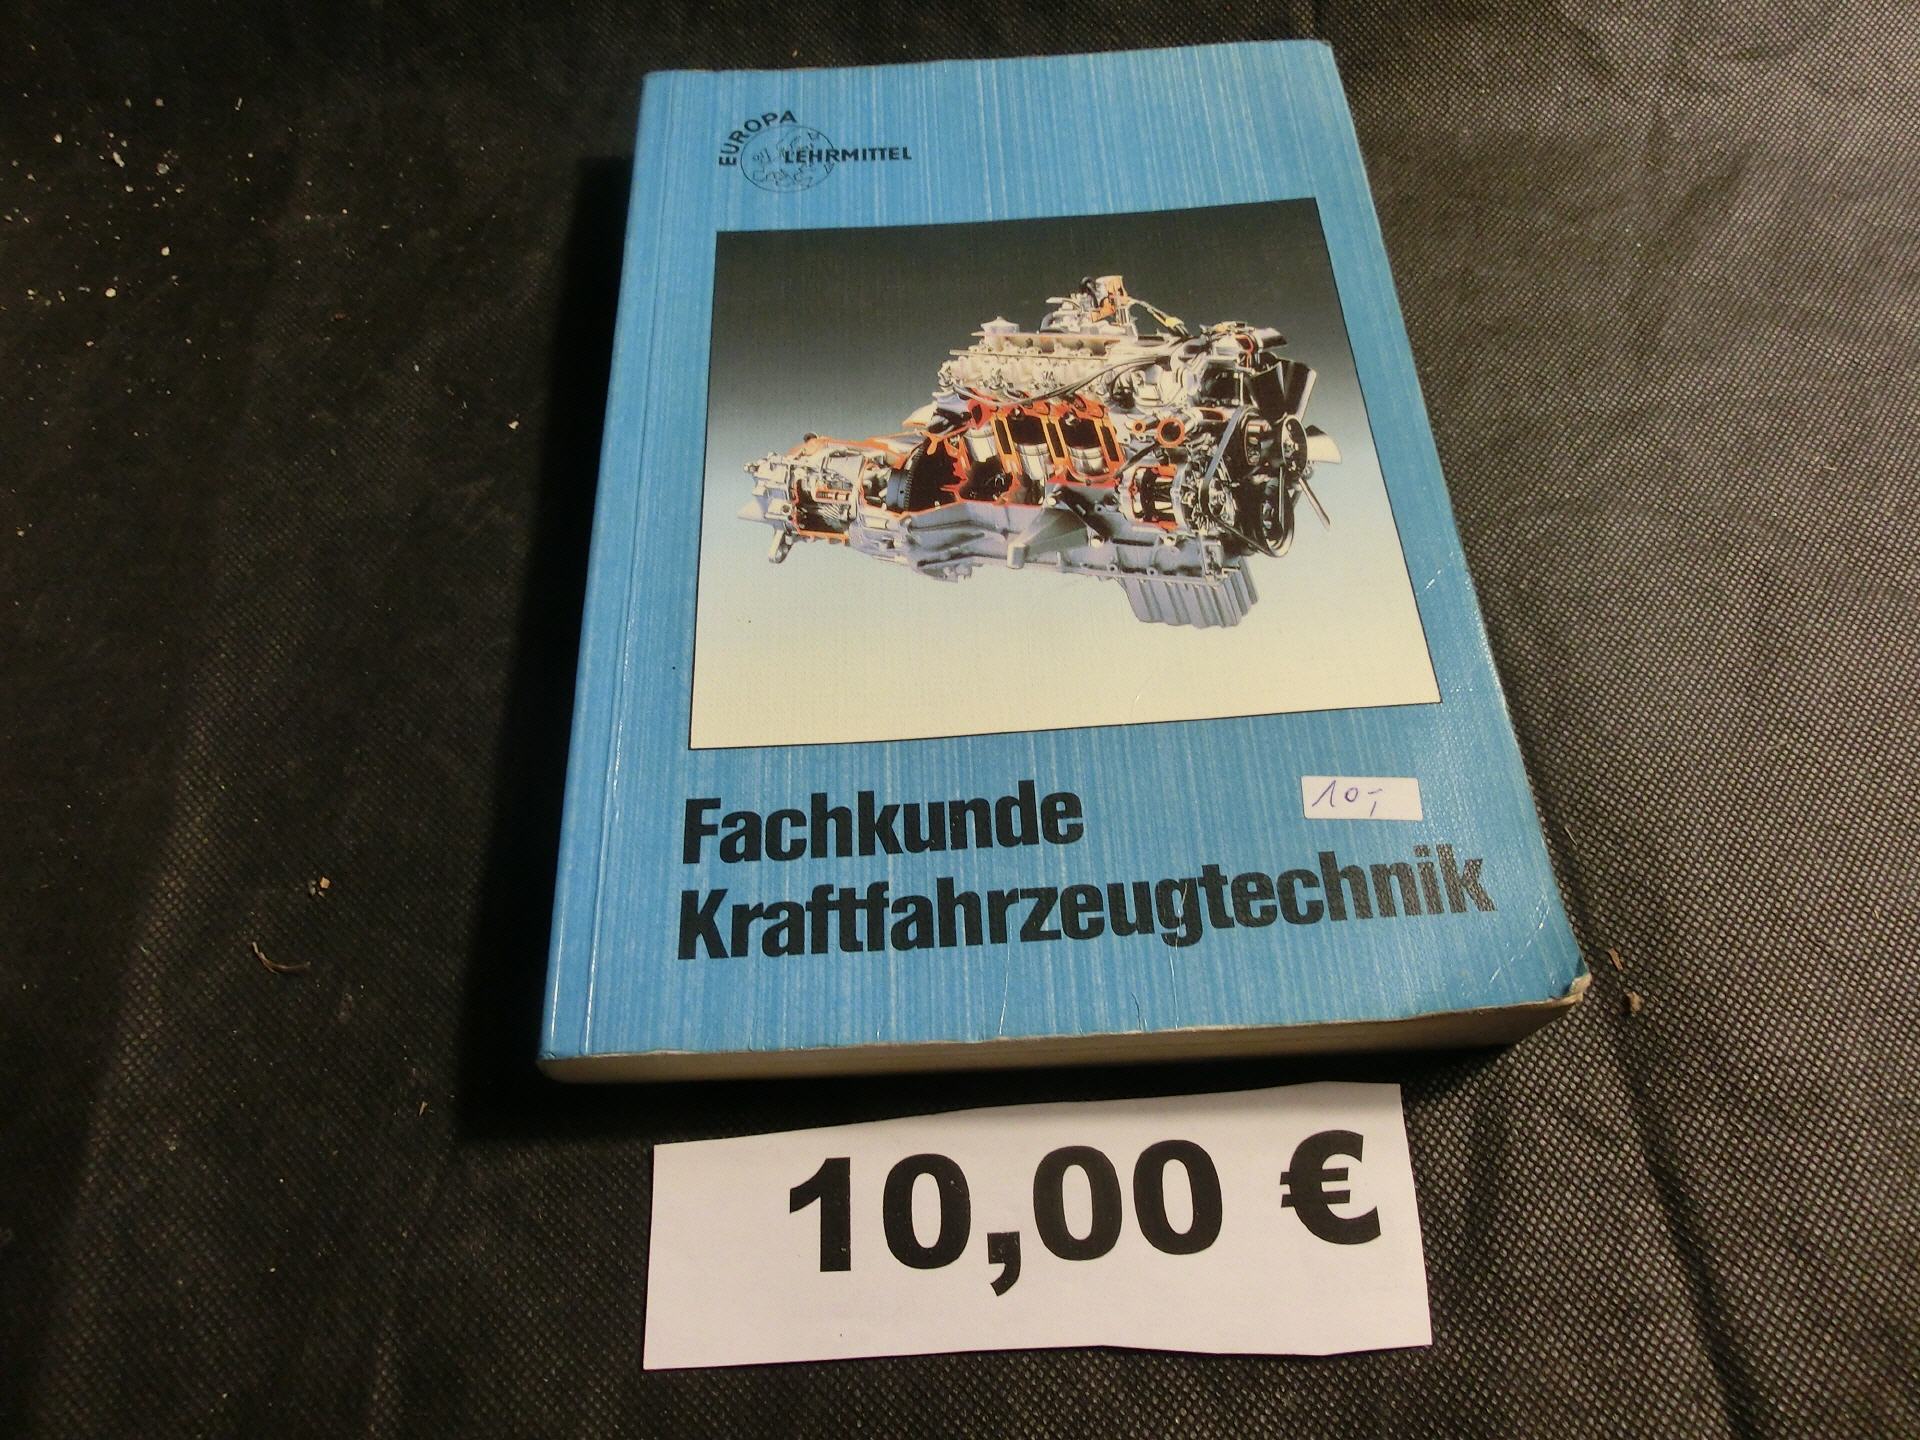 EUROPA
LEHRMITTEL
Fachkunde
10,-
Kraftfahrzeugtechnik
10,00 €